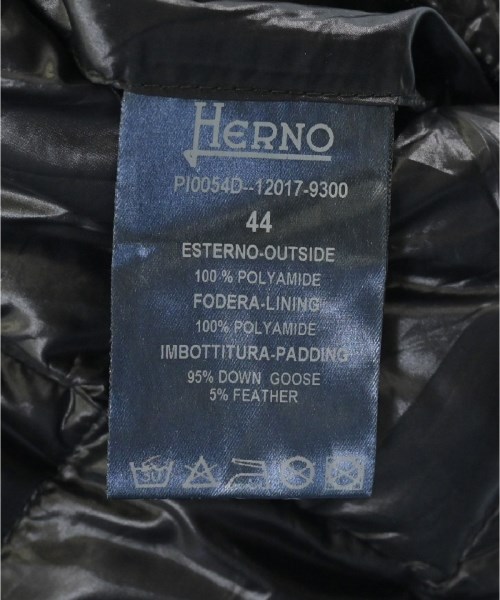 HERNO
PI0054D--12017-9300
44
ESTERNO-OUTSIDE
100 % POLYAMIDE
FODERA-LINING
100% POLYAMIDE
IMBOTTITURA-PADDING
95% DOWN GOOSE
5% FEATHER
30